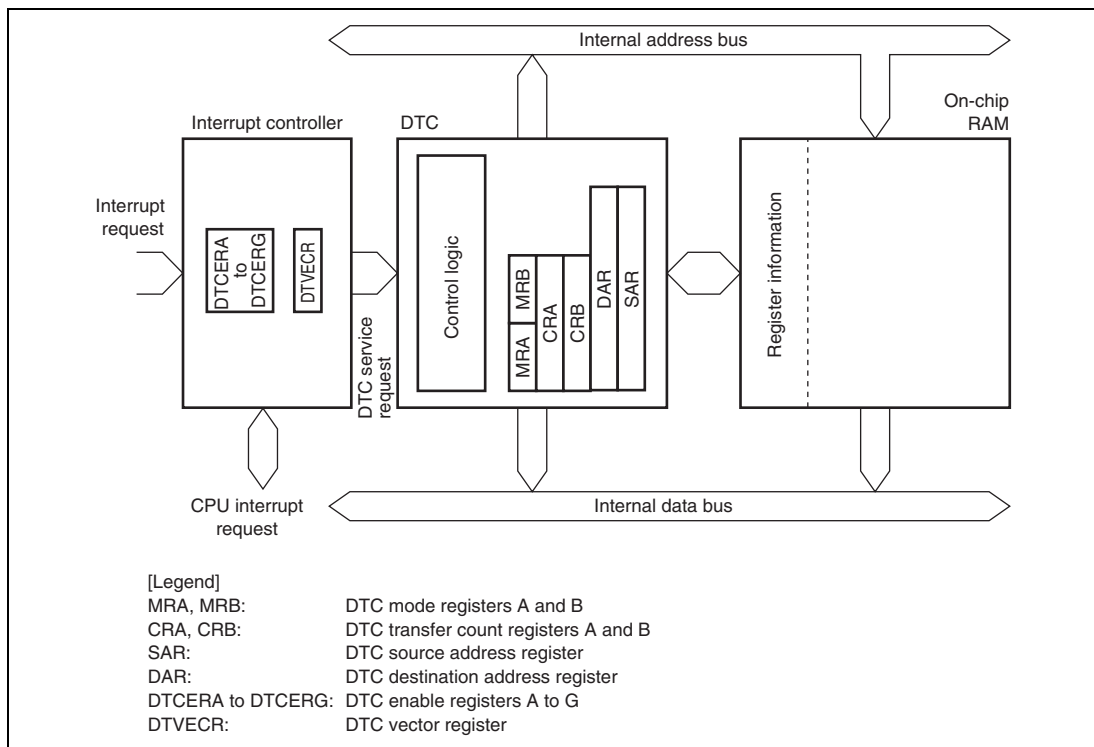 Internal address bus
Interrupt controller
DTC
On-chip
RAM
Interrupt
request
DTCERA
to
DTCERG
DTVECR
DTC service
request
Control logic
MRA
MRB
CRA
CRB
DAR
SAR
Register information
CPU interrupt
request
Internal data bus
[Legend]
MRA, MRB: DTC mode registers A and B
CRA, CRB: DTC transfer count registers A and B
SAR: DTC source address register
DAR: DTC destination address register
DTCERA to DTCERG: DTC enable registers A to G
DTVECR: DTC vector register